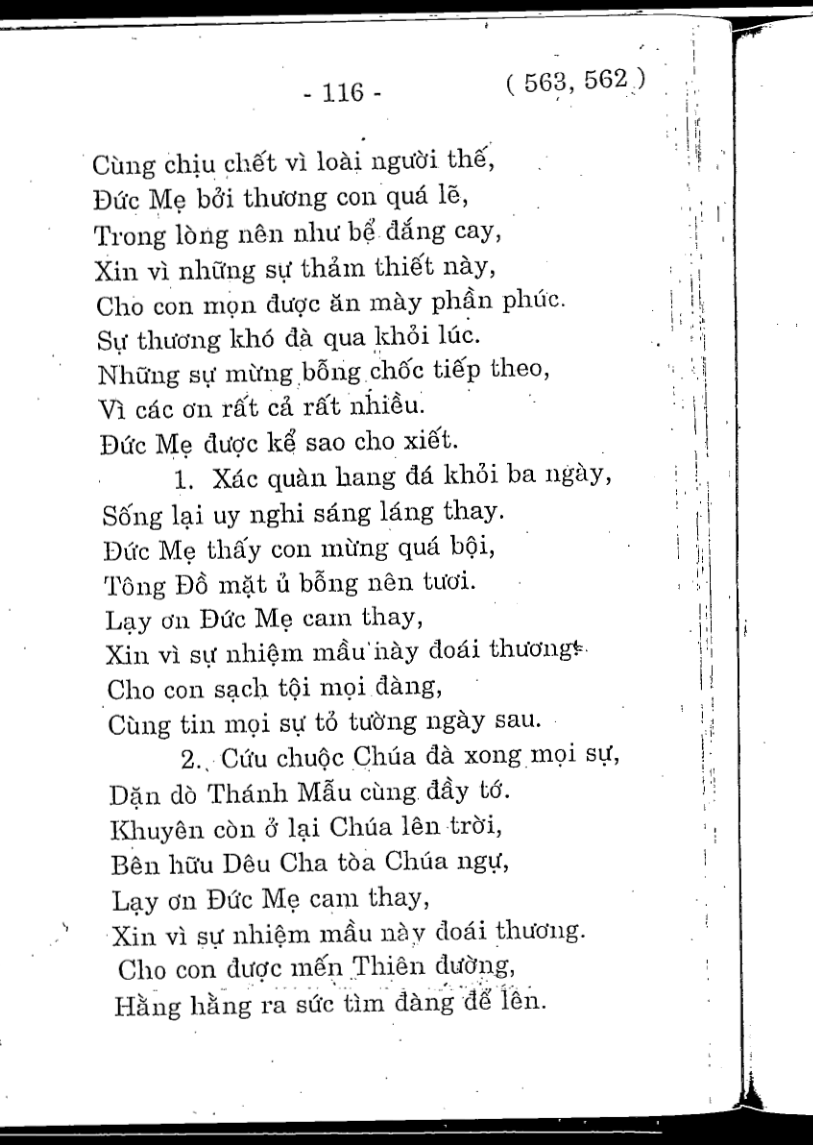 - 116 - ( 563, 562 )
Cùng chịu chết vì loài người thế,
Đức Mẹ bởi thương con quá lẽ,
Trong lòng nên như bể đắng cay,
Xin vì những sự thảm thiết này,
Cho con mọn được ăn mày phần phúc.
Sự thương khó đà qua khỏi lúc.
Những sự mừng bỗng chốc tiếp theo,
Vì các ơn rất cả rất nhiều.
Đức Mẹ được kể sao cho xiết.
1. Xác quàn hang đá khỏi ba ngày,
Sống lại uy nghi sáng láng thay.
Đức Mẹ thấy con mừng quá bội,
Tông Đồ mặt ủ bỗng nên tươi.
Lạy ơn Đức Mẹ cam thay,
Xin vì sự nhiệm mầu này đoái thương.
Cho con sạch tội mọi đàng,
Cùng tin mọi sự tỏ tường ngày sau.
2. Cứu chuộc Chúa đà xong mọi sự,
Dặn dò Thánh Mẫu cùng đầy tớ.
Khuyên còn ở lại Chúa lên trời,
Bên hữu Dêu Cha tòa Chúa ngự,
Lạy ơn Đức Mẹ cam thay,
Xin vì sự nhiệm mầu này đoái thương.
Cho con được mến Thiên đường,
Hằng hằng ra sức tìm đàng để lên.